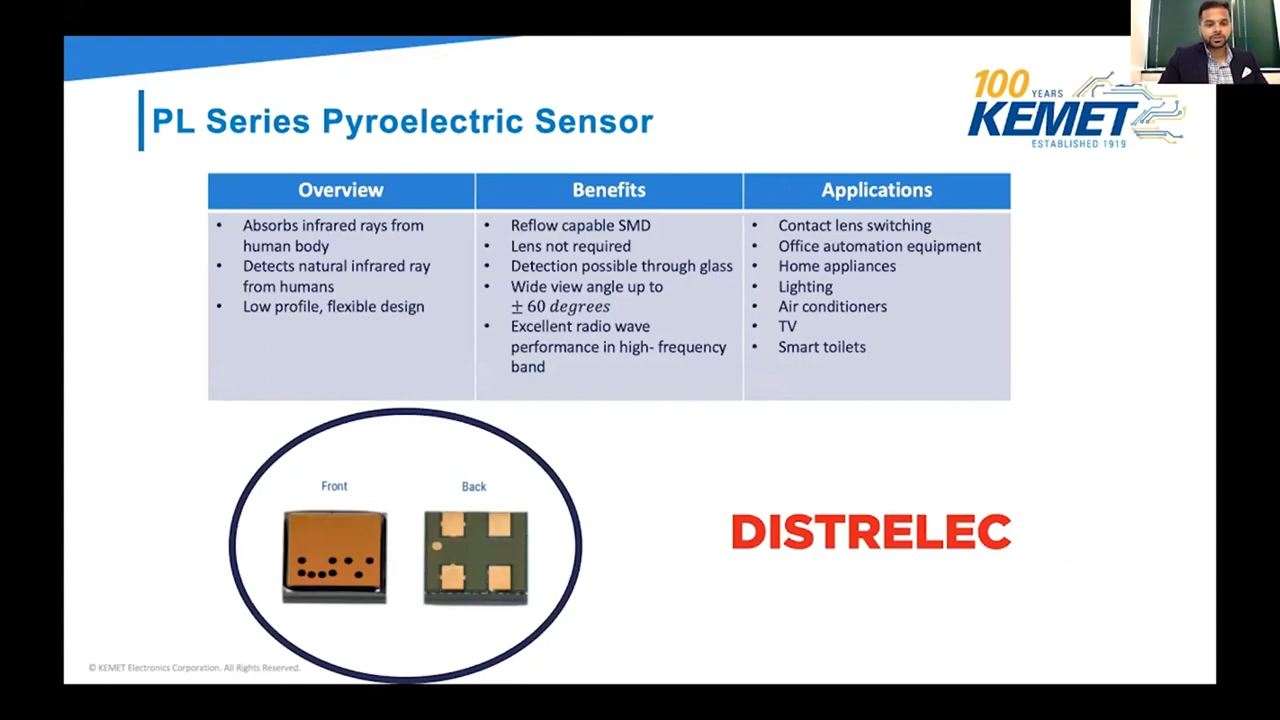 100 YEARS
KEMET
ESTABLISHED 1919
PL Series Pyroelectric Sensor
Overview
Absorbs infrared rays from
human body
Detects natural infrared ray
from humans
Low profile, flexible design
Benefits
Reflow capable SMD
Lens not required
Detection possible through glass
Wide view angle up to
± 60 degrees
Excellent radio wave
performance in high- frequency
band
Applications
Contact lens switching
Office automation equipment
Home appliances
Lighting
Air conditioners
TV
Smart toilets
Front
Back
DISTRELEC
© KEMET Electronics Corporation. All Rights Reserved.